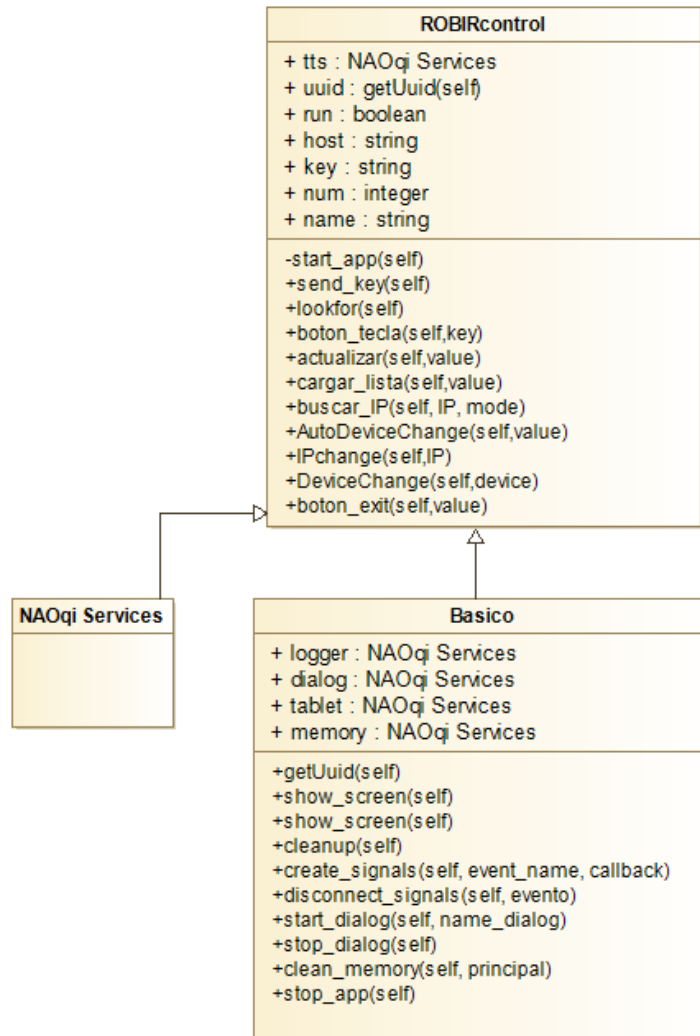 ROBIRcontrol
+ tts : NAOqi Services
+ uuid : getUuid(self)
+ run : boolean
+ host : string
+ key : string
+ num : integer
+ name : string
-start_app(self)
+send_key(self)
+lookfor(self)
+boton_tecla(self,key)
+actualizar(self,value)
+cargar_lista(self,value)
+buscar_IP(self, IP, mode)
+AutoDeviceChange(self,value)
+IPchange(self,IP)
+DeviceChange(self,device)
+boton_exit(self,value)
NAOqi Services
Basico
+ logger : NAOqi Services
+ dialog : NAOqi Services
+ tablet : NAOqi Services
+ memory : NAOqi Services
+getUuid(self)
+show_screen(self)
+show_screen(self)
+cleanup(self)
+create_signals(self, event_name, callback)
+disconnect_signals(self, evento)
+start_dialog(self, name_dialog)
+stop_dialog(self)
+clean_memory(self, principal)
+stop_app(self)